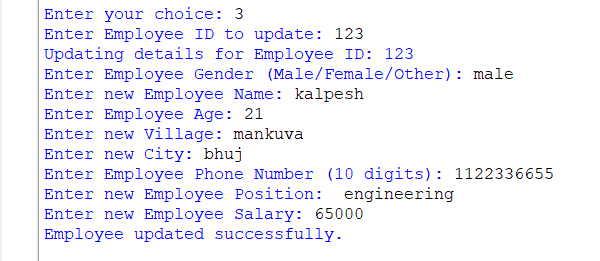 Enter your choice: 3
Enter Employee ID to update: 123
Updating details for Employee ID: 123
Enter Employee Gender (Male/Female/Other): male
Enter new Employee Name: kalpesh
Enter Employee Age: 21
Enter new Village: mankuva
Enter new City: bhuj
Enter Employee Phone Number (10 digits): 1122336655
Enter new Employee Position:  engineering
Enter new Employee Salary: 65000
Employee updated successfully.